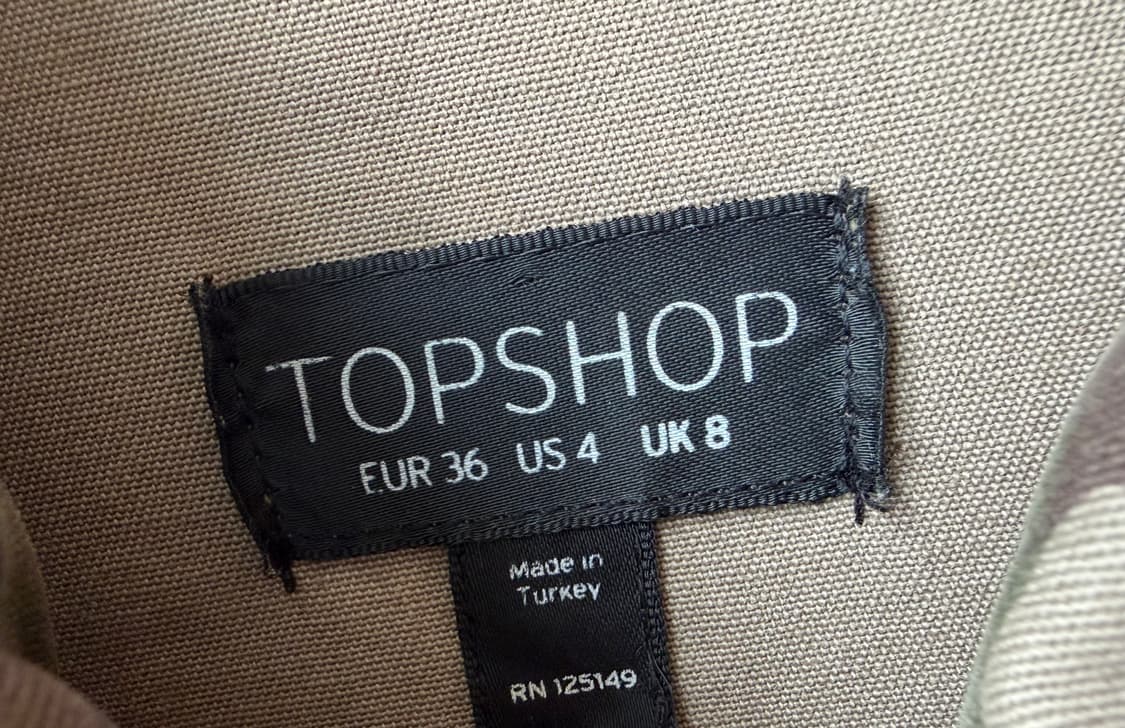 TOPSHOP
EUR 36 US 4 UK 8
Made in
Turkey
RN 125149